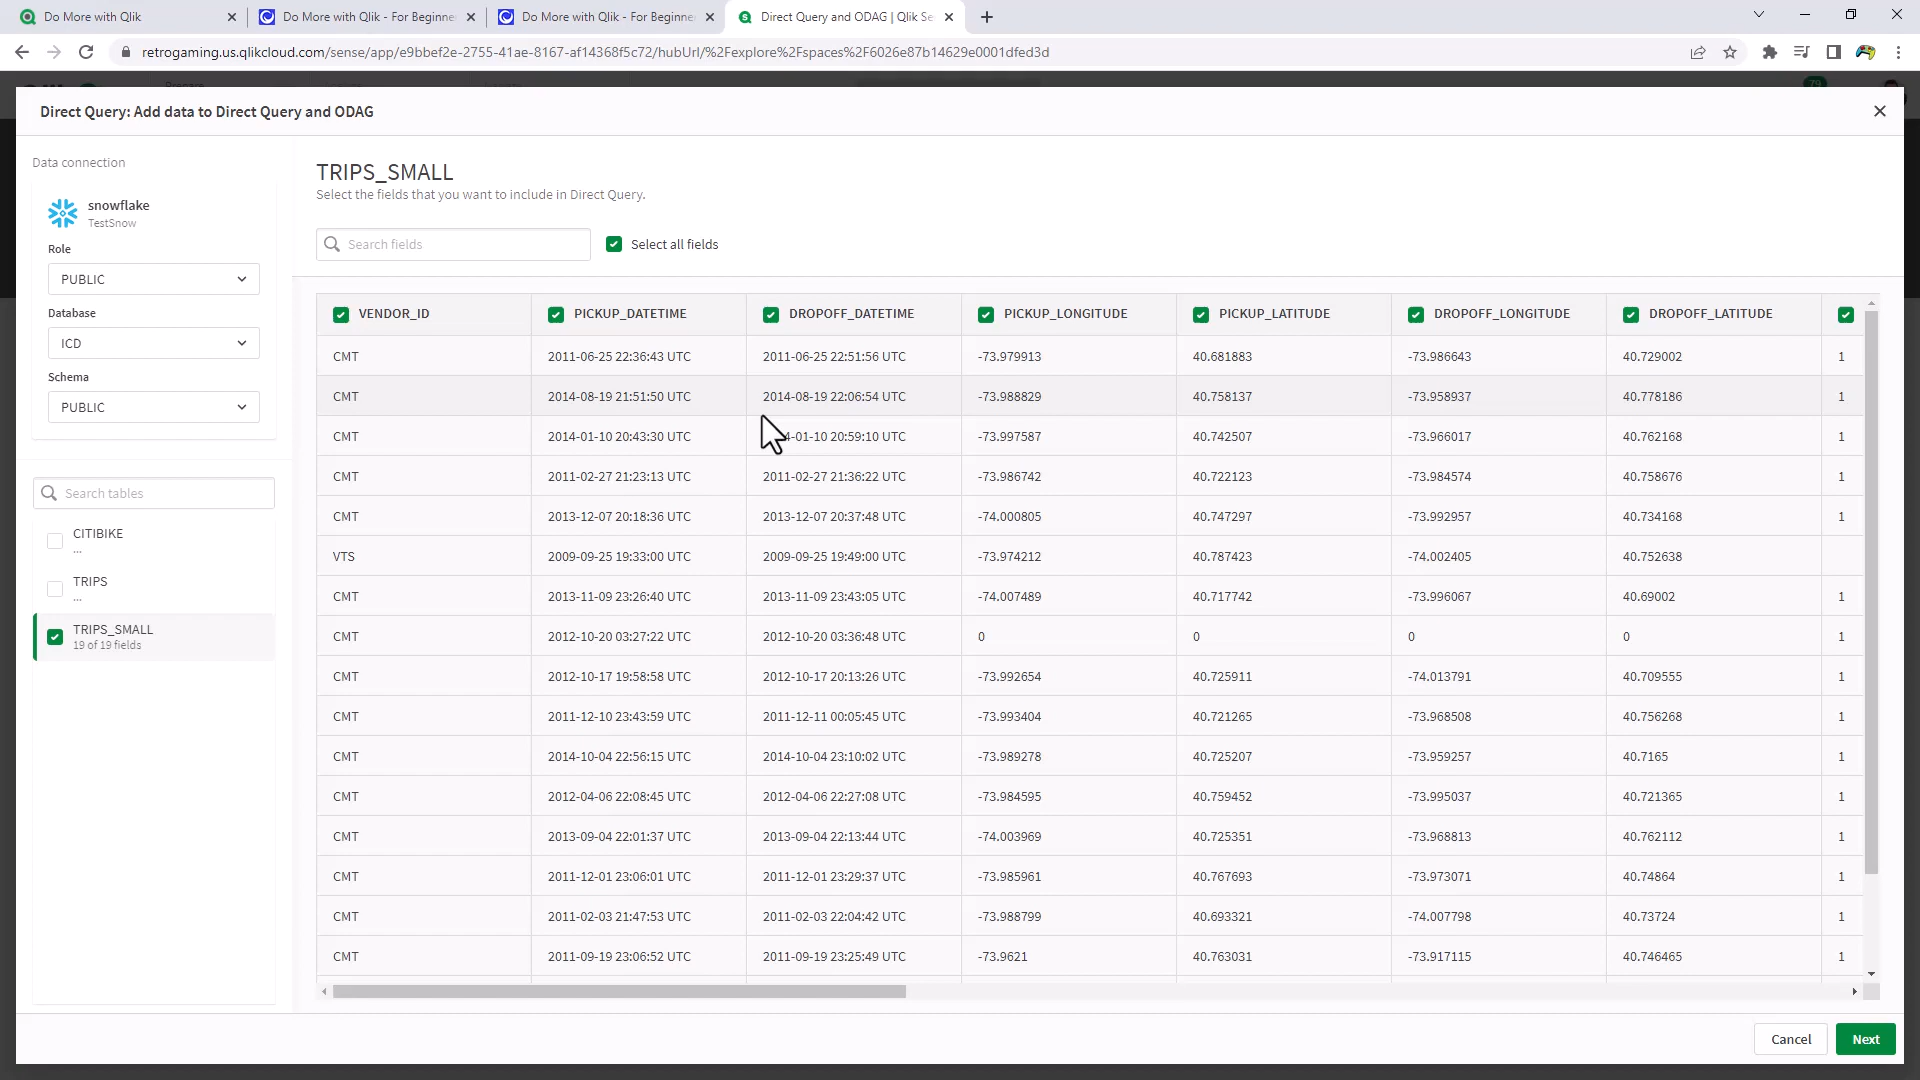 Do More with Qlik
Do More with Qlik - For Beginne
Do More with Qlik - For Beginne
Direct Query and ODAG | Qlik Se
retrogaming.us.qlikcloud.com/sense/app/e9bbef2e-2755-41ae-8167-af14368f5c72/hubUrl/%2Fexplore%2Fspaces%2F6026e87b14629e0001dfed3d
Direct Query: Add data to Direct Query and ODAG
Data connection
snowflake
TestSnow
Role
PUBLIC
Database
ICD
Schema
PUBLIC
Search tables
CITIBIKE
...
TRIPS
...
TRIPS_SMALL
19 of 19 fields
TRIPS_SMALL
Select the fields that you want to include in Direct Query.
Search fields
Select all fields
VENDOR_ID PICKUP_DATETIME DROPOFF_DATETIME PICKUP_LONGITUDE PICKUP_LATITUDE DROPOFF_LONGITUDE DROPOFF_LATITUDE
CMT 2011-06-25 22:36:43 UTC 2011-06-25 22:51:56 UTC -73.979913 40.681883 -73.986643 40.729002 1
CMT 2014-08-19 21:51:50 UTC 2014-08-19 22:06:54 UTC -73.988829 40.758137 -73.958937 40.778186 1
CMT 2014-01-10 20:43:30 UTC 4-01-10 20:59:10 UTC -73.997587 40.742507 -73.966017 40.762168 1
CMT 2011-02-27 21:23:13 UTC 2011-02-27 21:36:22 UTC -73.986742 40.722123 -73.984574 40.758676 1
CMT 2013-12-07 20:18:36 UTC 2013-12-07 20:37:48 UTC -74.000805 40.747297 -73.992957 40.734168 1
VTS 2009-09-25 19:33:00 UTC 2009-09-25 19:49:00 UTC -73.974212 40.787423 -74.002405 40.752638
CMT 2013-11-09 23:26:40 UTC 2013-11-09 23:43:05 UTC -74.007489 40.717742 -73.996067 40.69002 1
CMT 2012-10-20 03:27:22 UTC 2012-10-20 03:36:48 UTC 0 0 0 0 1
CMT 2012-10-17 19:58:58 UTC 2012-10-17 20:13:26 UTC -73.992654 40.725911 -74.013791 40.709555 1
CMT 2011-12-10 23:43:59 UTC 2011-12-11 00:05:45 UTC -73.993404 40.721265 -73.968508 40.756268 1
CMT 2014-10-04 22:56:15 UTC 2014-10-04 23:10:02 UTC -73.989278 40.725207 -73.959257 40.7165 1
CMT 2012-04-06 22:08:45 UTC 2012-04-06 22:27:08 UTC -73.984595 40.759452 -73.995037 40.721365 1
CMT 2013-09-04 22:01:37 UTC 2013-09-04 22:13:44 UTC -74.003969 40.725351 -73.968813 40.762112 1
CMT 2011-12-01 23:06:01 UTC 2011-12-01 23:29:37 UTC -73.985961 40.767693 -73.973071 40.74864 1
CMT 2011-02-03 21:47:53 UTC 2011-02-03 22:04:42 UTC -73.988799 40.693321 -74.007798 40.73724 1
CMT 2011-09-19 23:06:52 UTC 2011-09-19 23:25:49 UTC -73.9621 40.763031 -73.917115 40.746465 1
Cancel Next